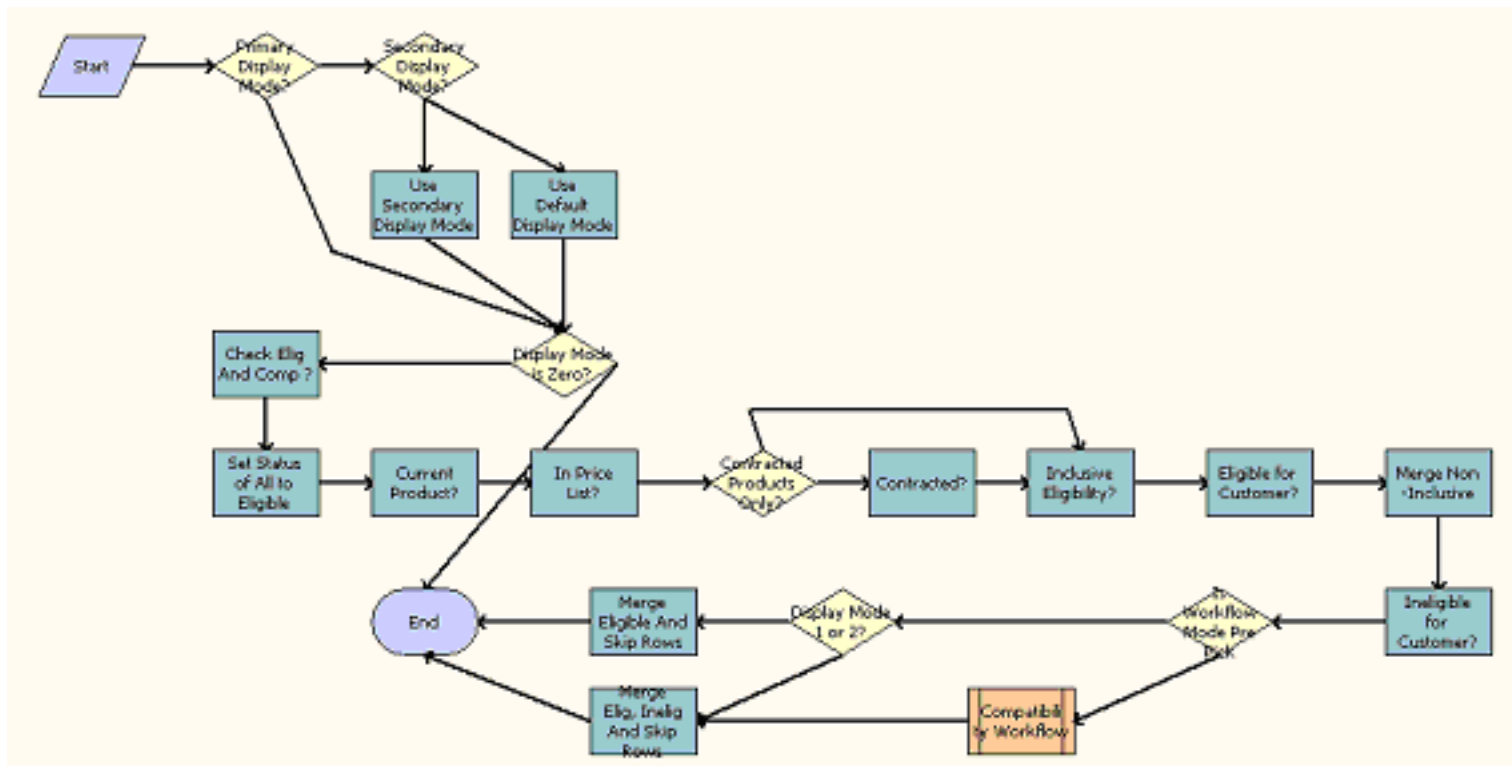 Start
Primary
Display
Mode?
Secondary
Display
Mode?
Use
Secondary
Display Mode
Use
Default
Display Mode
Check Elig
And Comp ?
Display Mode
is Zero?
Set Status
of All to
Eligible
Current
Product?
In Price
List?
Contracted
Products
Only?
Contracted?
Inclusive
Eligibility?
Eligible for
Customer?
Merge Non
-Inclusive
End
Merge
Eligible And
Skip Rows
Display Mode
1 or 2?
Is
Workflow
Mode Pre
Pick
Ineligible
for
Customer?
Merge
Elig, Inelig
And Skip
Rows
Compatibili
ty Workflow